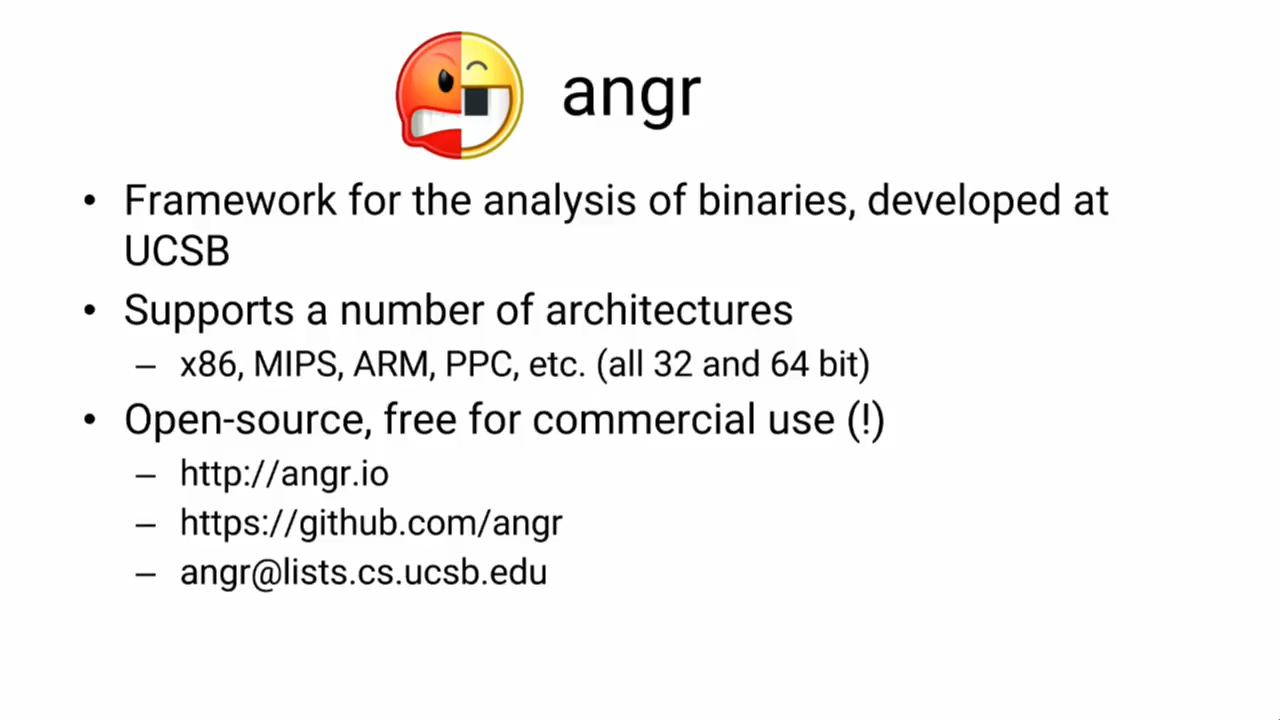 angr
• Framework for the analysis of binaries, developed at
UCSB
• Supports a number of architectures
– x86, MIPS, ARM, PPC, etc. (all 32 and 64 bit)
• Open-source, free for commercial use (!)
– http://angr.io
– https://github.com/angr
– angr@lists.cs.ucsb.edu